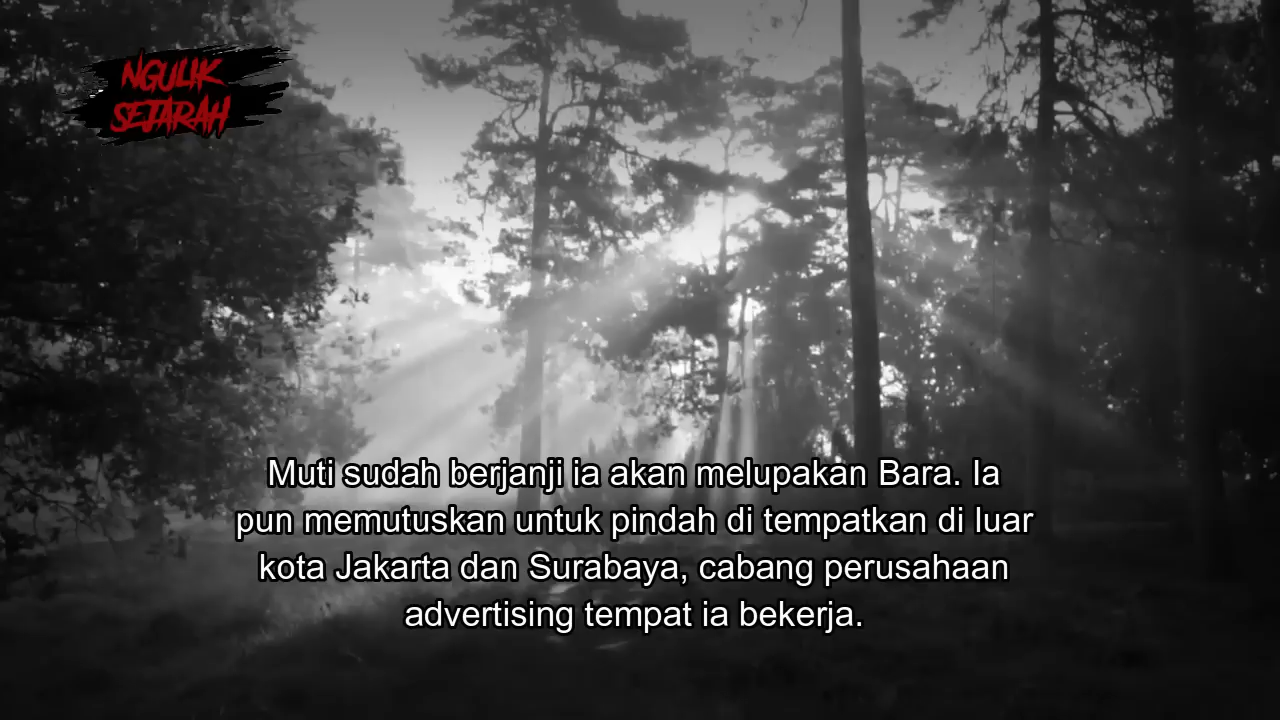 NGULIK
SEJARAH
Muti sudah berjanji ia akan melupakan Bara. Ia
pun memutuskan untuk pindah di tempatkan di luar
kota Jakarta dan Surabaya, cabang perusahaan
advertising tempat ia bekerja.